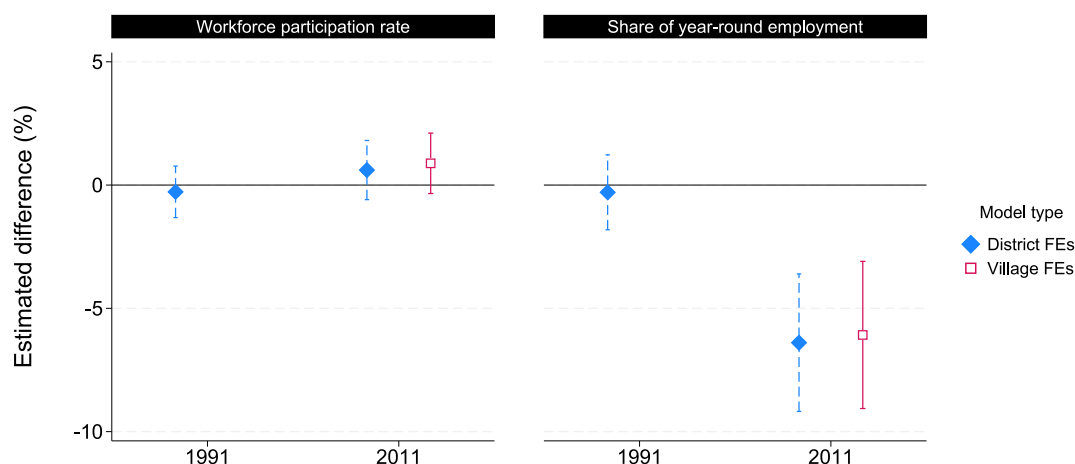 Workforce participation rate
Share of year-round employment
Estimated difference (%)
5
0
-5
-10
1991
2011
1991
2011
Model type
District FEs
Village FEs